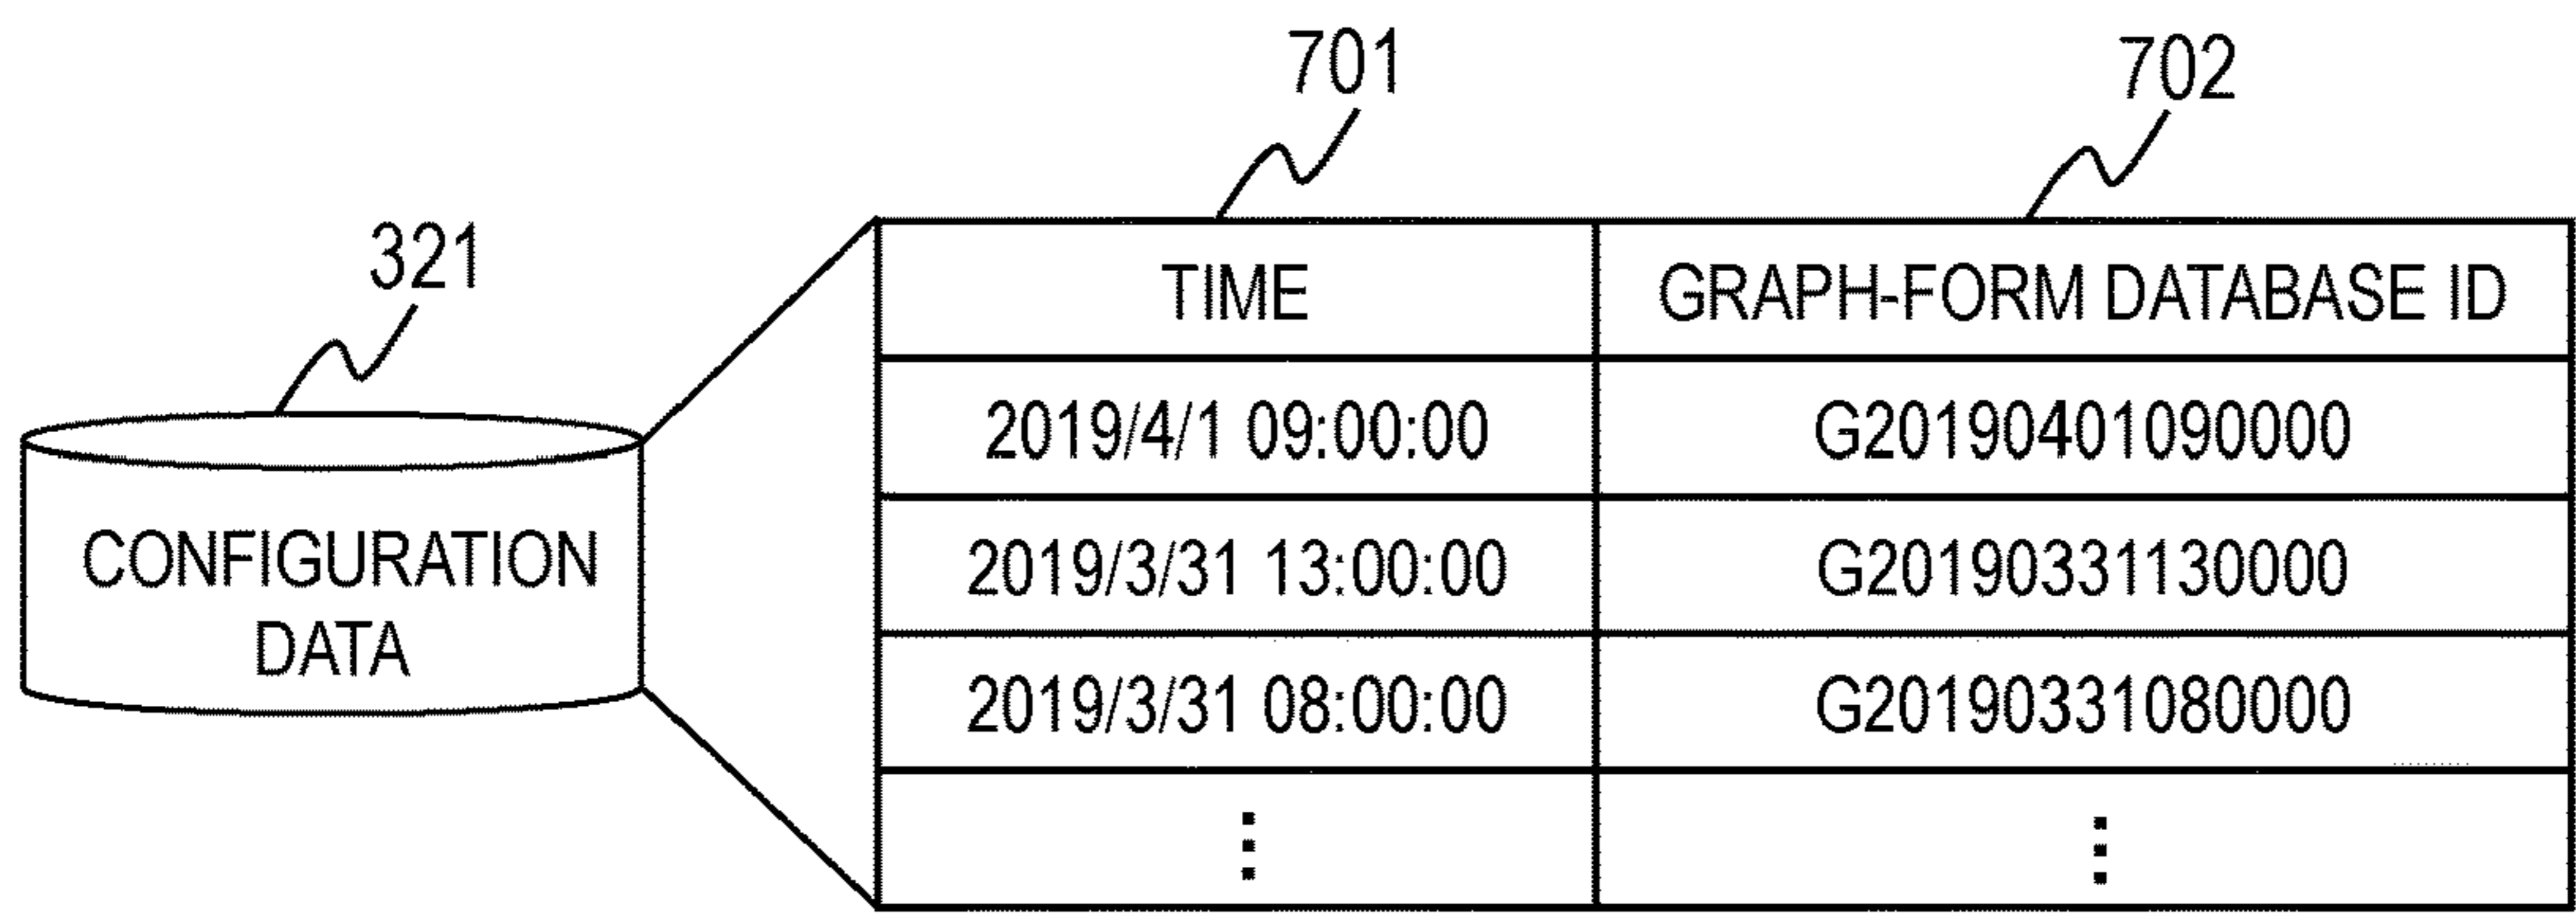 701
702
321
TIME
GRAPH-FORM DATABASE ID
2019/4/1 09:00:00
G20190401090000
CONFIGURATION
DATA
2019/3/31 13:00:00
G20190331130000
2019/3/31 08:00:00
G20190331080000
⋮
⋮